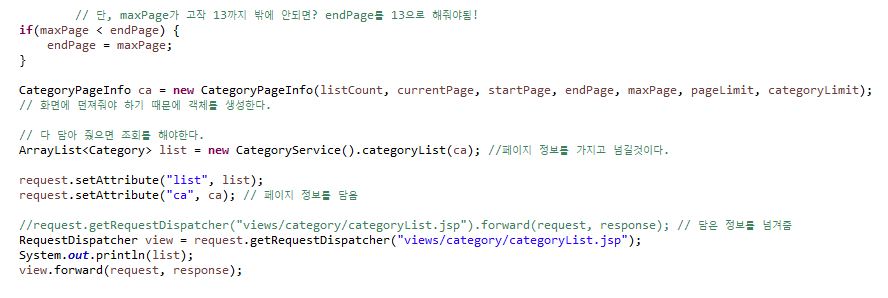 // 단, maxPage가 고작 13까지 밖에 안되면? endPage를 13으로 해줘야됨!
if(maxPage < endPage) {
endPage = maxPage;
}
CategoryPageInfo ca = new CategoryPageInfo(listCount, currentPage, startPage, endPage, maxPage, pageLimit, categoryLimit);
// 화면에 던져줘야 하기 때문에 객체를 생성한다.
// 다 담아 줬으면 조회를 해야한다.
ArrayList<Category> list = new CategoryService().categoryList(ca); //페이지 정보를 가지고 넘길것이다.
request.setAttribute("list", list);
request.setAttribute("ca", ca); // 페이지 정보를 담음
//request.getRequestDispatcher("views/category/categoryList.jsp").forward(request, response); // 담은 정보를 넘겨줌
RequestDispatcher view = request.getRequestDispatcher("views/category/categoryList.jsp");
System.out.println(list);
view.forward(request, response);